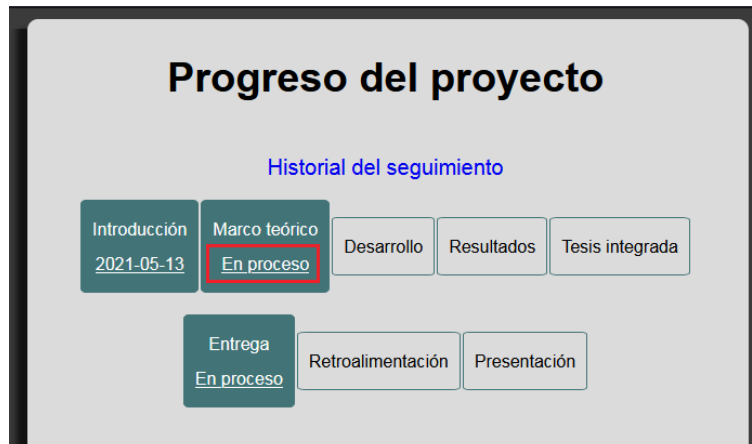 Progreso del proyecto
Historial del seguimiento
Introducción
2021-05-13
Marco teórico
En proceso
Desarrollo
Resultados
Tesis integrada
Entrega
En proceso
Retroalimentación
Presentación